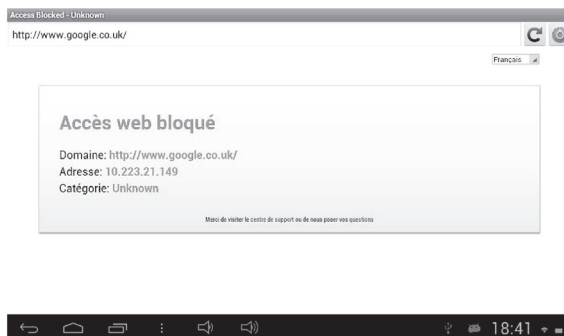 Access Blocked - Unknown
http://www.google.co.uk/
Français
Accès web bloqué
Domaine: http://www.google.co.uk/
Adresse: 10.223.21.149
Catégorie: Unknown
Merci de visiter le centre de support ou de nous poser vos questions
18:41